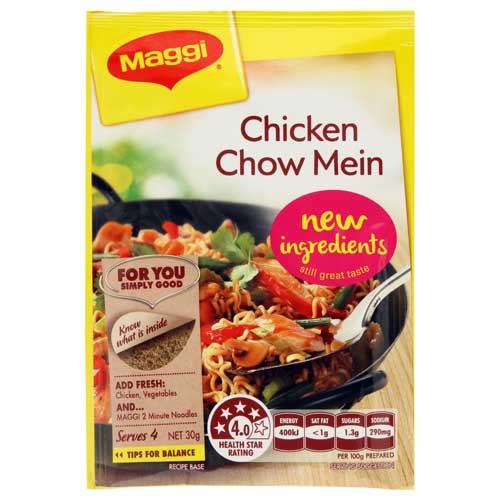 Maggi
®
Chicken
Chow Mein
new
ingredients
still great taste
FOR YOU
SIMPLY GOOD
Know
what is inside
ADD FRESH:
Chicken, Vegetables
AND...
MAGGI 2 Minute Noodles
Serves 4 NET 30g
◂◂ TIPS FOR BALANCE
RECIPE BASE
4.0
HEALTH STAR
RATING
ENERGY SAT FAT SUGARS SODIUM
400kJ <1g 1.3g 290mg
PER 100g PREPARED
SERVING SUGGESTION